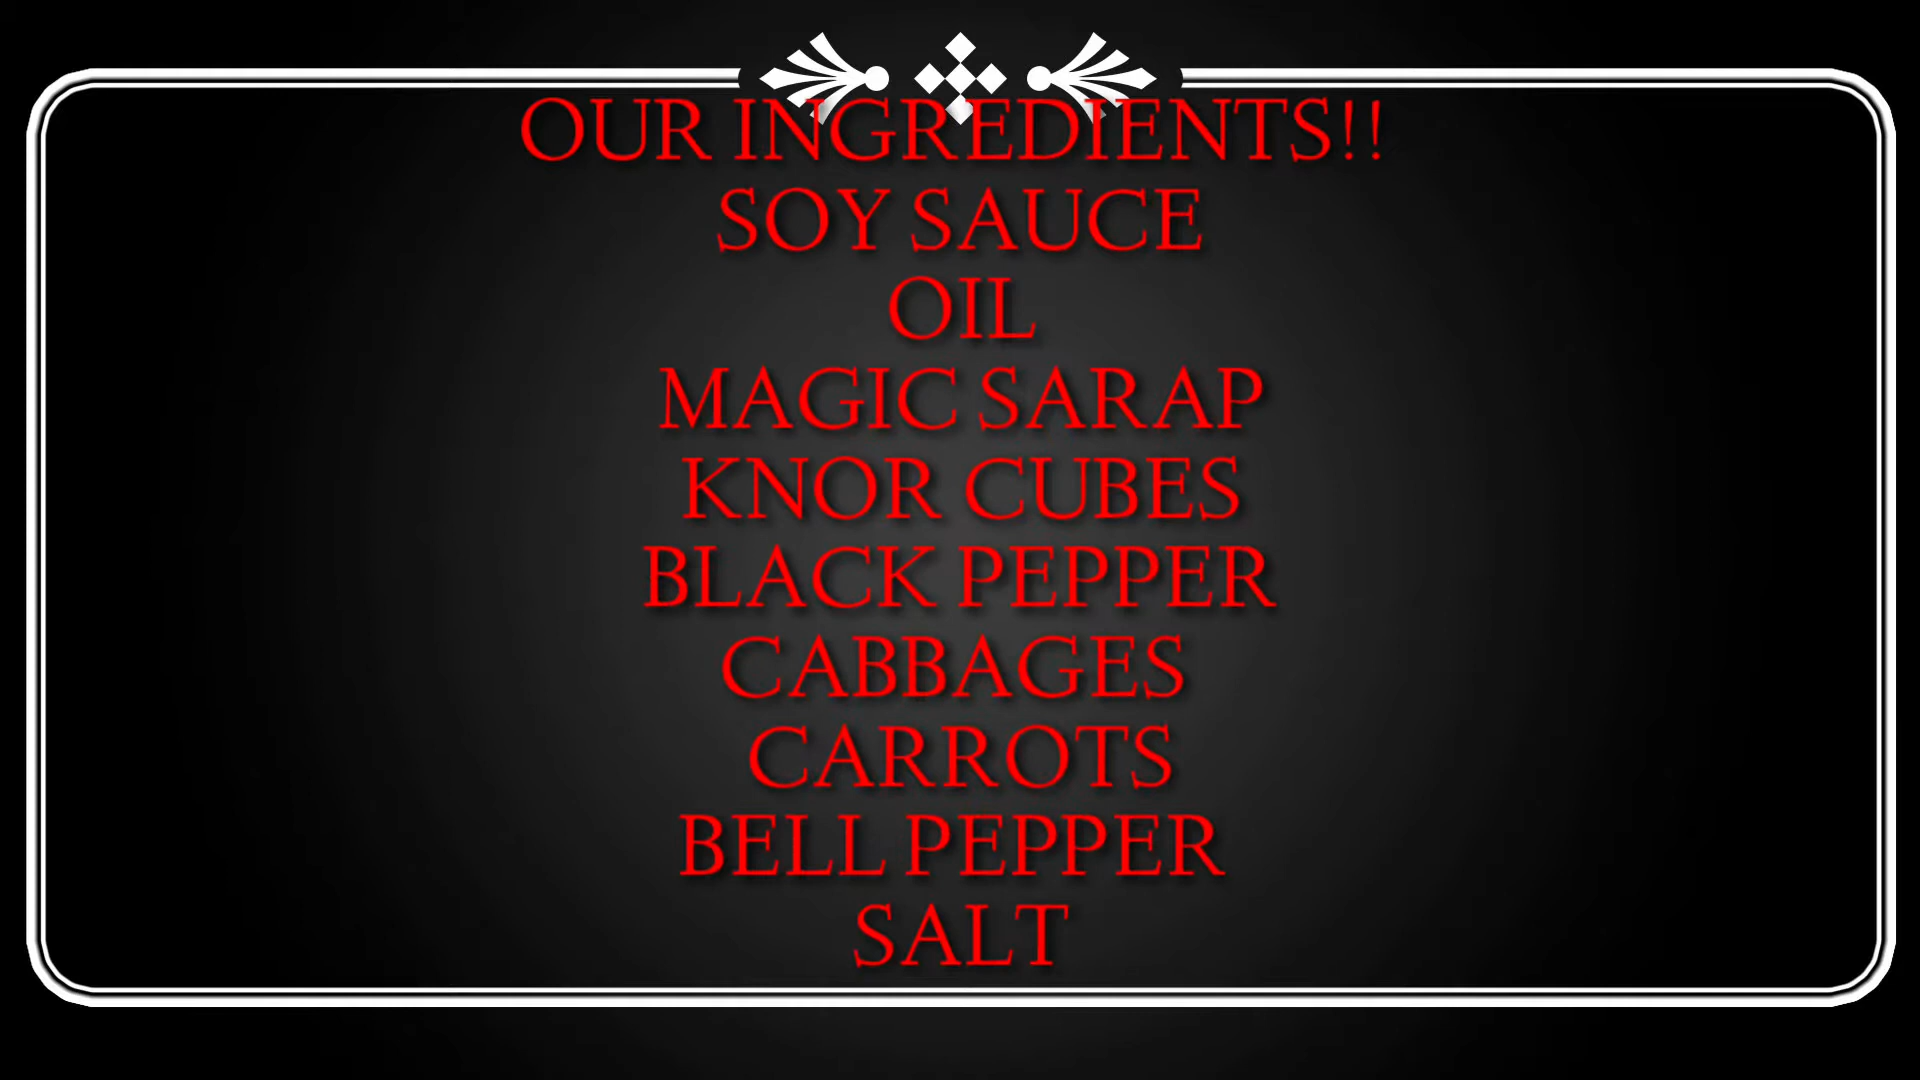 OUR INGREDIENTS!!
SOY SAUCE
OIL
MAGIC SARAP
KNOR CUBES
BLACK PEPPER
CABBAGES
CARROTS
BELL PEPPER
SALT